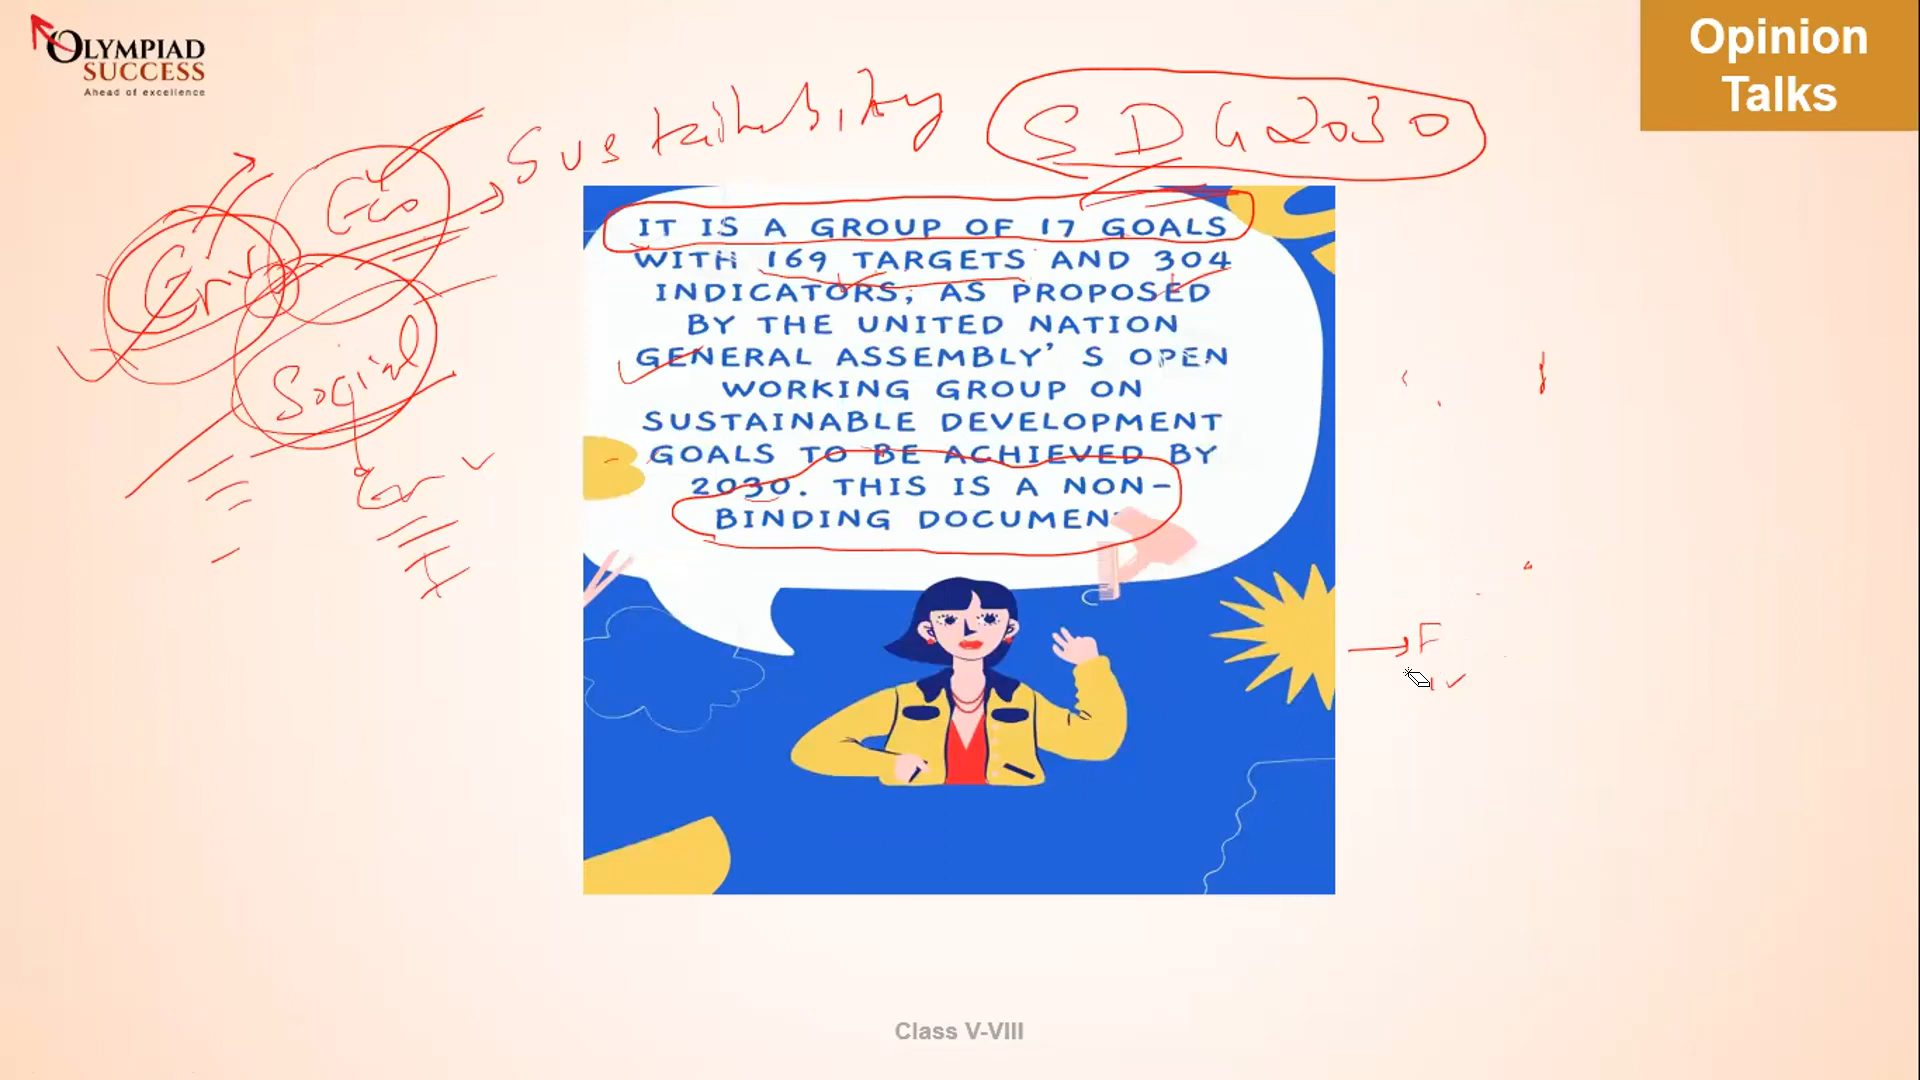 OLYMPIAD
SUCCESS
Ahead of excellence
Opinion
Talks
Sustainability SDG 2030
Eco
Env
Social
IT IS A GROUP OF 17 GOALS
WITH 169 TARGETS AND 304
INDICATORS, AS PROPOSED
BY THE UNITED NATION
GENERAL ASSEMBLY' S OPEN
WORKING GROUP ON
SUSTAINABLE DEVELOPMENT
GOALS TO BE ACHIEVED BY
2030. THIS IS A NON-
BINDING DOCUMEN
F
Class V-VIII